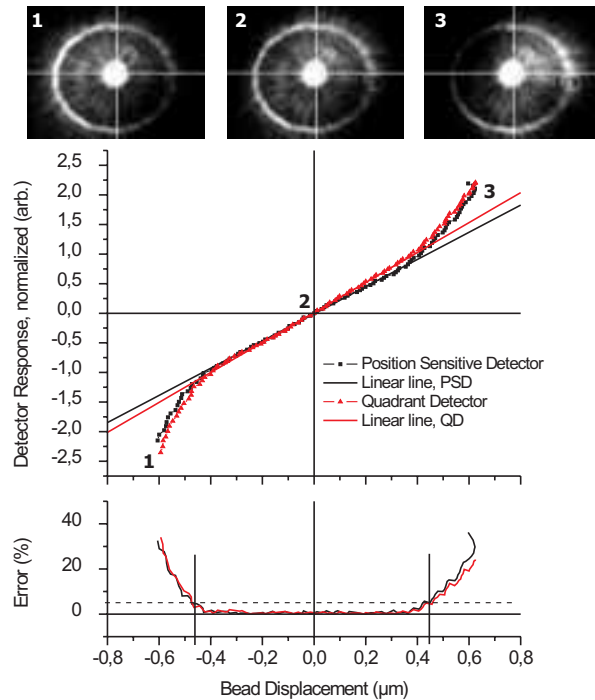 1
2
3
2,5
2,0
1,5
1,0
0,5
0,0
-0,5
-1,0
-1,5
-2,0
-2,5
Detector Response, normalized (arb.)
3
2
1
Position Sensitive Detector
Linear line, PSD
Quadrant Detector
Linear line, QD
40
20
0
Error (%)
-0,8 -0,6 -0,4 -0,2 0,0 0,2 0,4 0,6 0,8
Bead Displacement (µm)